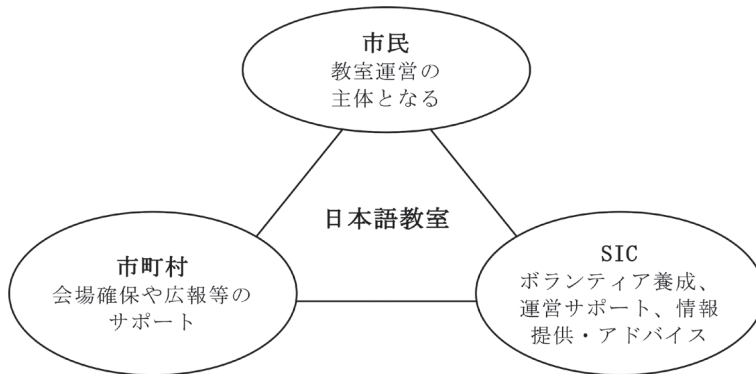 市民
教室運営の
主体となる
日本語教室
市町村
会場確保や広報等の
サポート
SIC
ボランティア養成、
運営サポート、情報
提供・アドバイス